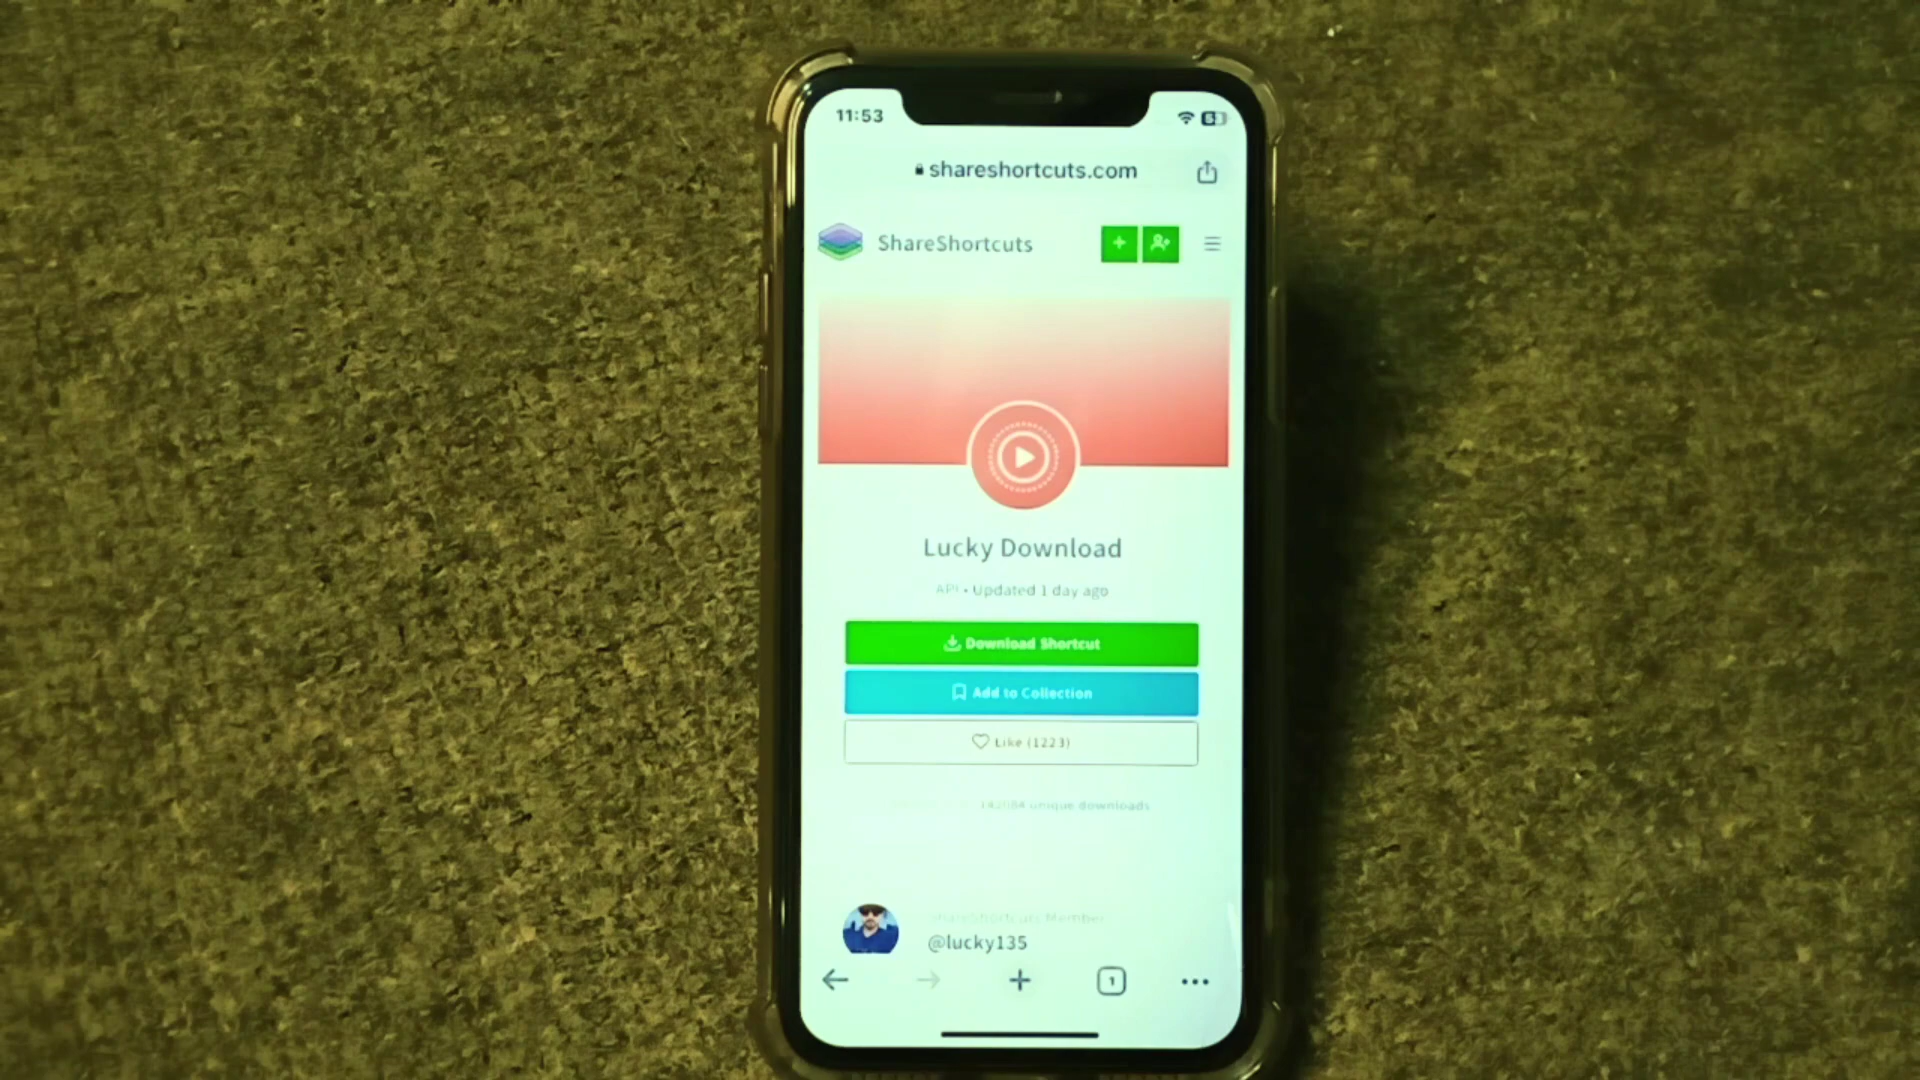 11:53
shareshortcuts.com
ShareShortcuts
Lucky Download
API • Updated 1 day ago
Download Shortcut
Add to Collection
Like (1223)
unique downloads
ShareShortcuts Member
@lucky135
1